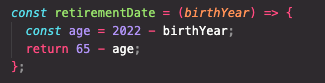 const retirementDate = (birthYear) => {
const age = 2022 - birthYear;
return 65 - age;
};